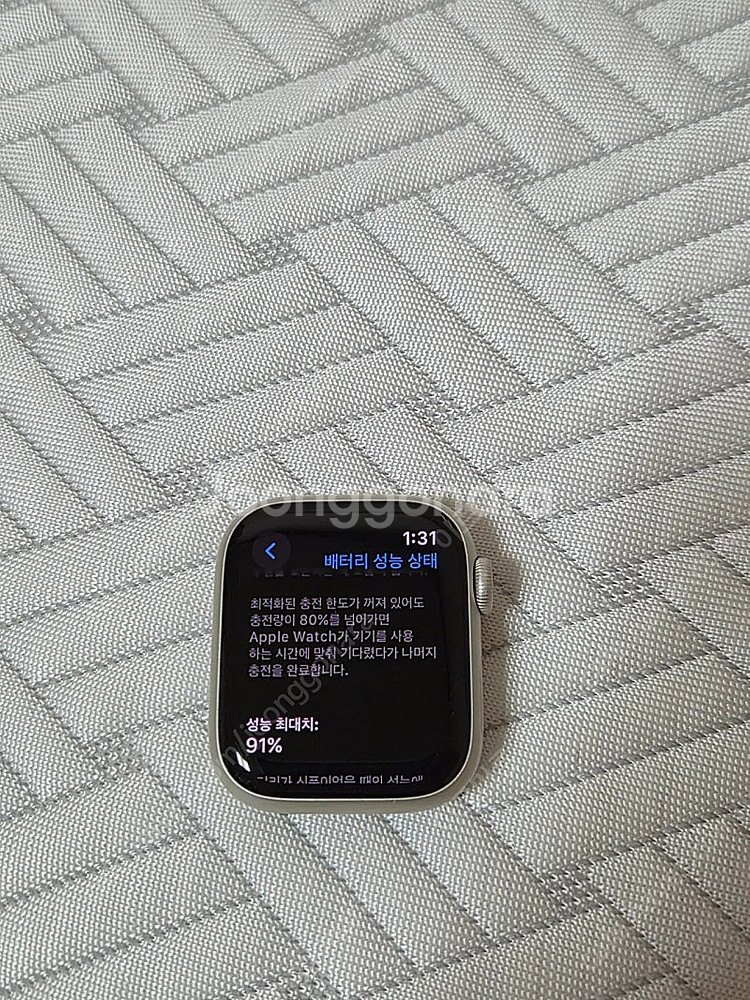 1:31
배터리 성능 상태
최적화된 충전 한도가 꺼져 있어도
충전량이 80%를 넘어가면
Apple Watch가 기기를 사용
하는 시간에 맞춰 기다렸다가 나머지
충전을 완료합니다.
성능 최대치:
91%